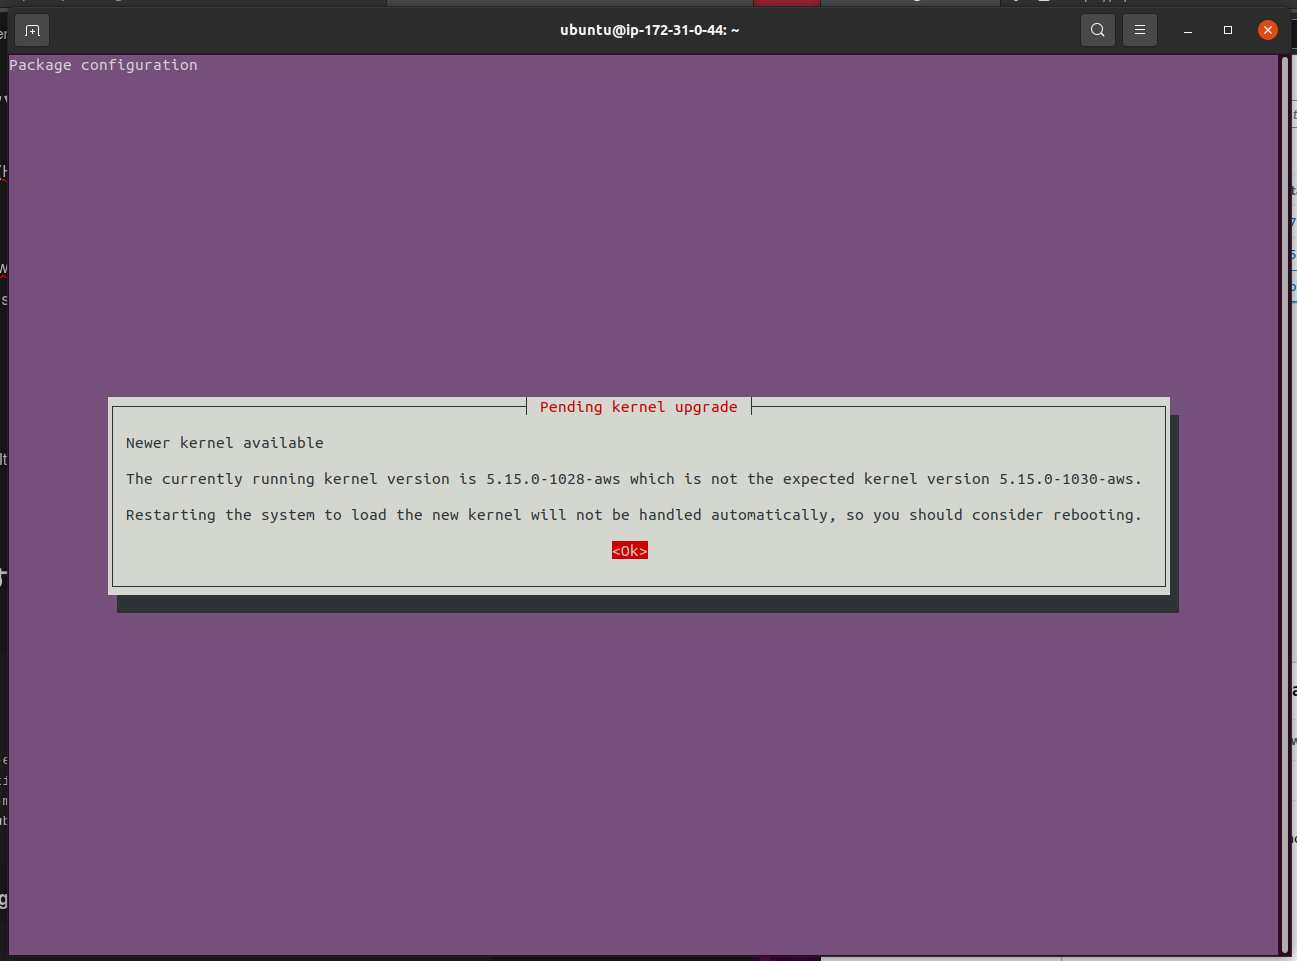 ubuntu@ip-172-31-0-44: ~
Package configuration
Pending kernel upgrade
Newer kernel available
The currently running kernel version is 5.15.0-1028-aws which is not the expected kernel version 5.15.0-1030-aws.
Restarting the system to load the new kernel will not be handled automatically, so you should consider rebooting.
<Ok>